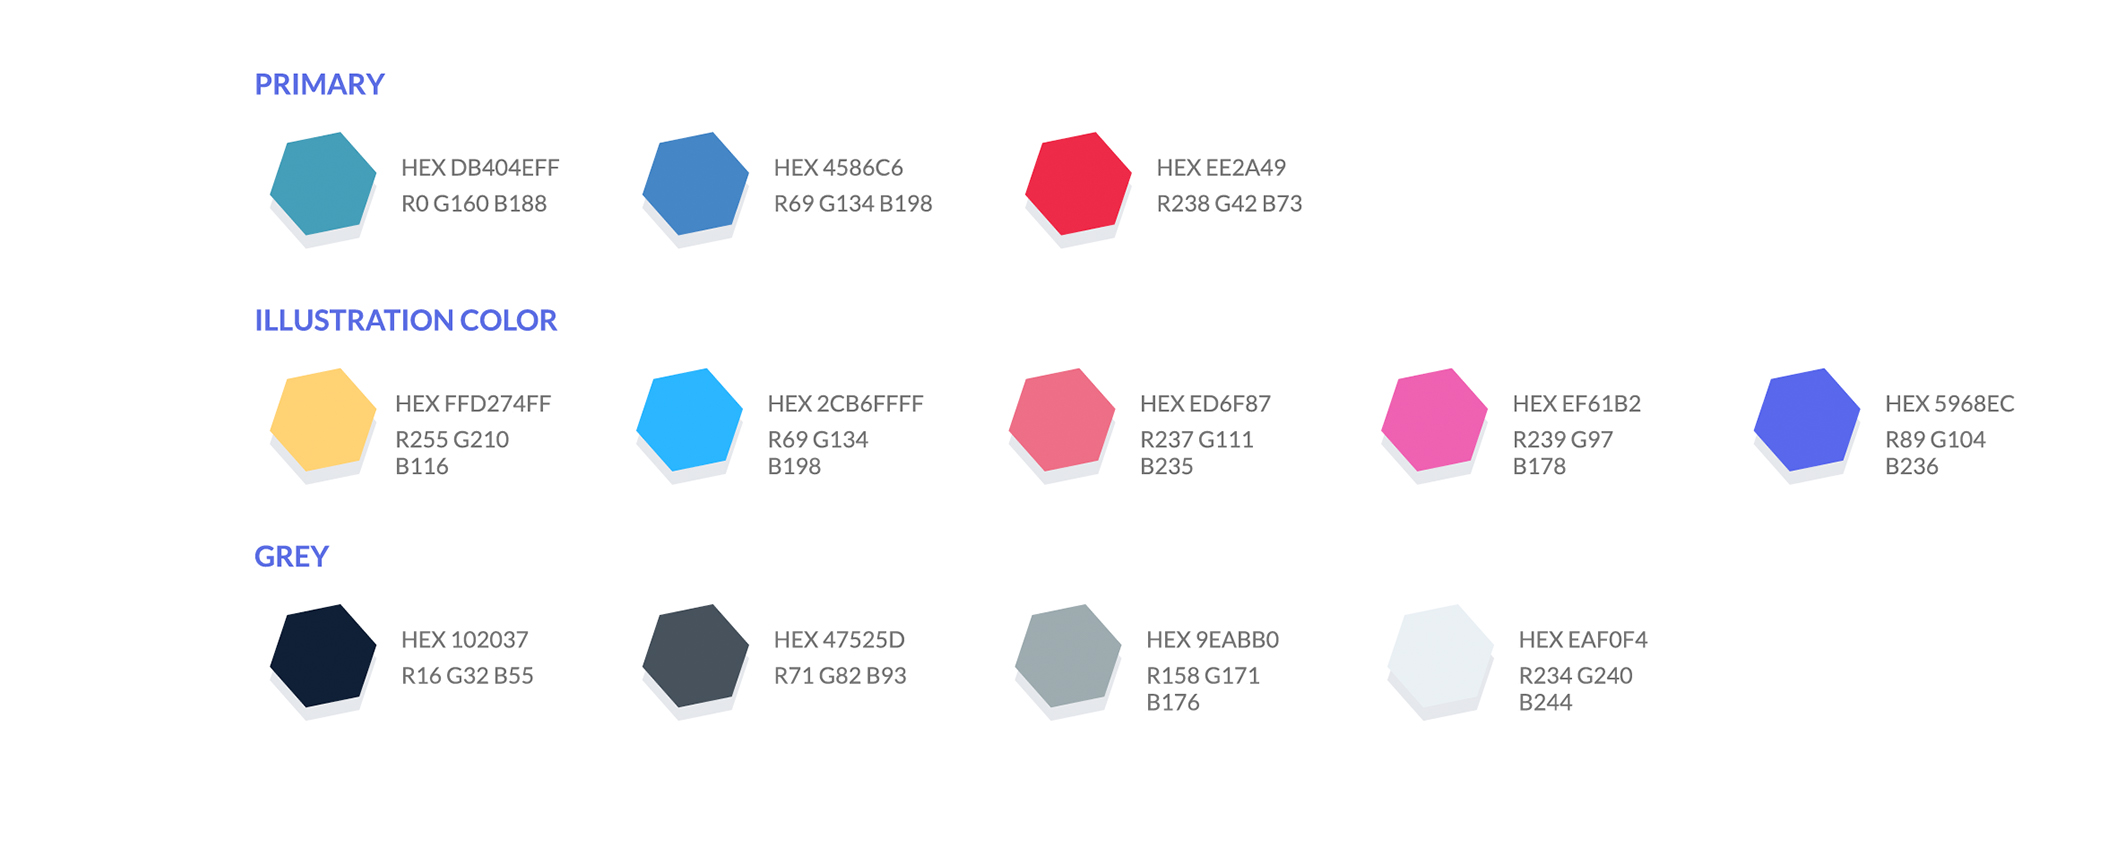 PRIMARY
HEX DB404EFF
R0 G160 B188
HEX 4586C6
R69 G134 B198
HEX EE2A49
R238 G42 B73
ILLUSTRATION COLOR
HEX FFD274FF
R255 G210
B116
HEX 2CB6FFFF
R69 G134
B198
HEX ED6F87
R237 G111
B235
HEX EF61B2
R239 G97
B178
HEX 5968EC
R89 G104
B236
GREY
HEX 102037
R16 G32 B55
HEX 47525D
R71 G82 B93
HEX 9EABB0
R158 G171
B176
HEX EAF0F4
R234 G240
B244